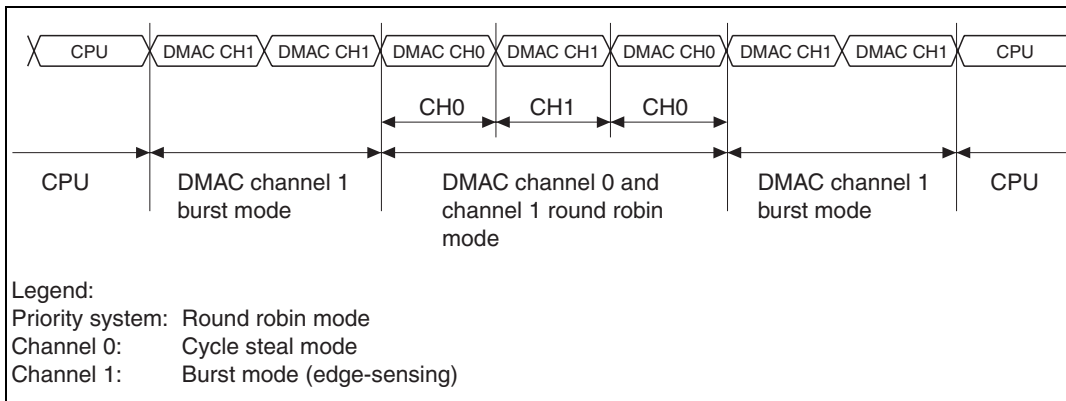 CPU DMAC CH1 DMAC CH1 DMAC CH0 DMAC CH1 DMAC CH0 DMAC CH1 DMAC CH1 CPU
CH0 CH1 CH0
CPU
DMAC channel 1
burst mode
DMAC channel 0 and
channel 1 round robin
mode
DMAC channel 1
burst mode
CPU
Legend:
Priority system: Round robin mode
Channel 0: Cycle steal mode
Channel 1: Burst mode (edge-sensing)